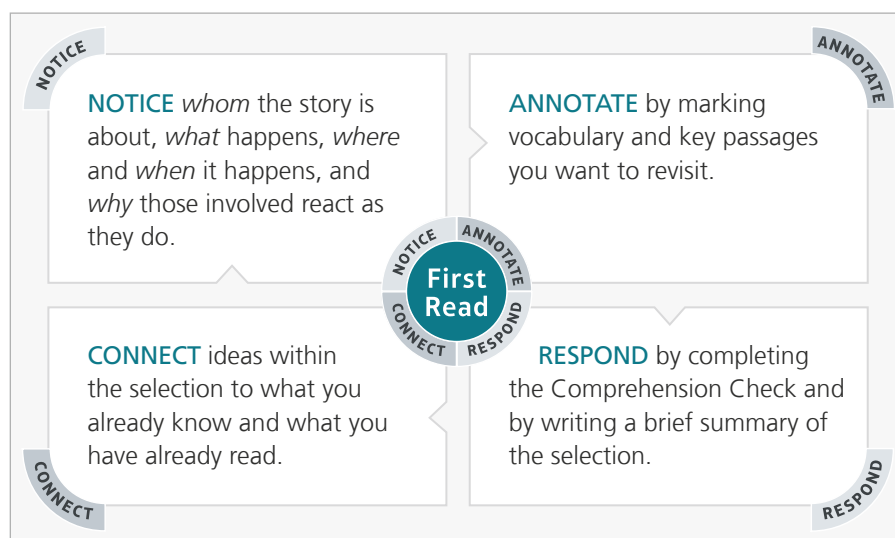 NOTICE
NOTICE whom the story is
about, what happens, where
and when it happens, and
why those involved react as
they do.
ANNOTATE
ANNOTATE by marking
vocabulary and key passages
you want to revisit.
NOTICE
ANNOTATE
First
Read
CONNECT
RESPOND
CONNECT ideas within
the selection to what you
already know and what you
have already read.
CONNECT
RESPOND by completing
the Comprehension Check and
by writing a brief summary of
the selection.
RESPOND